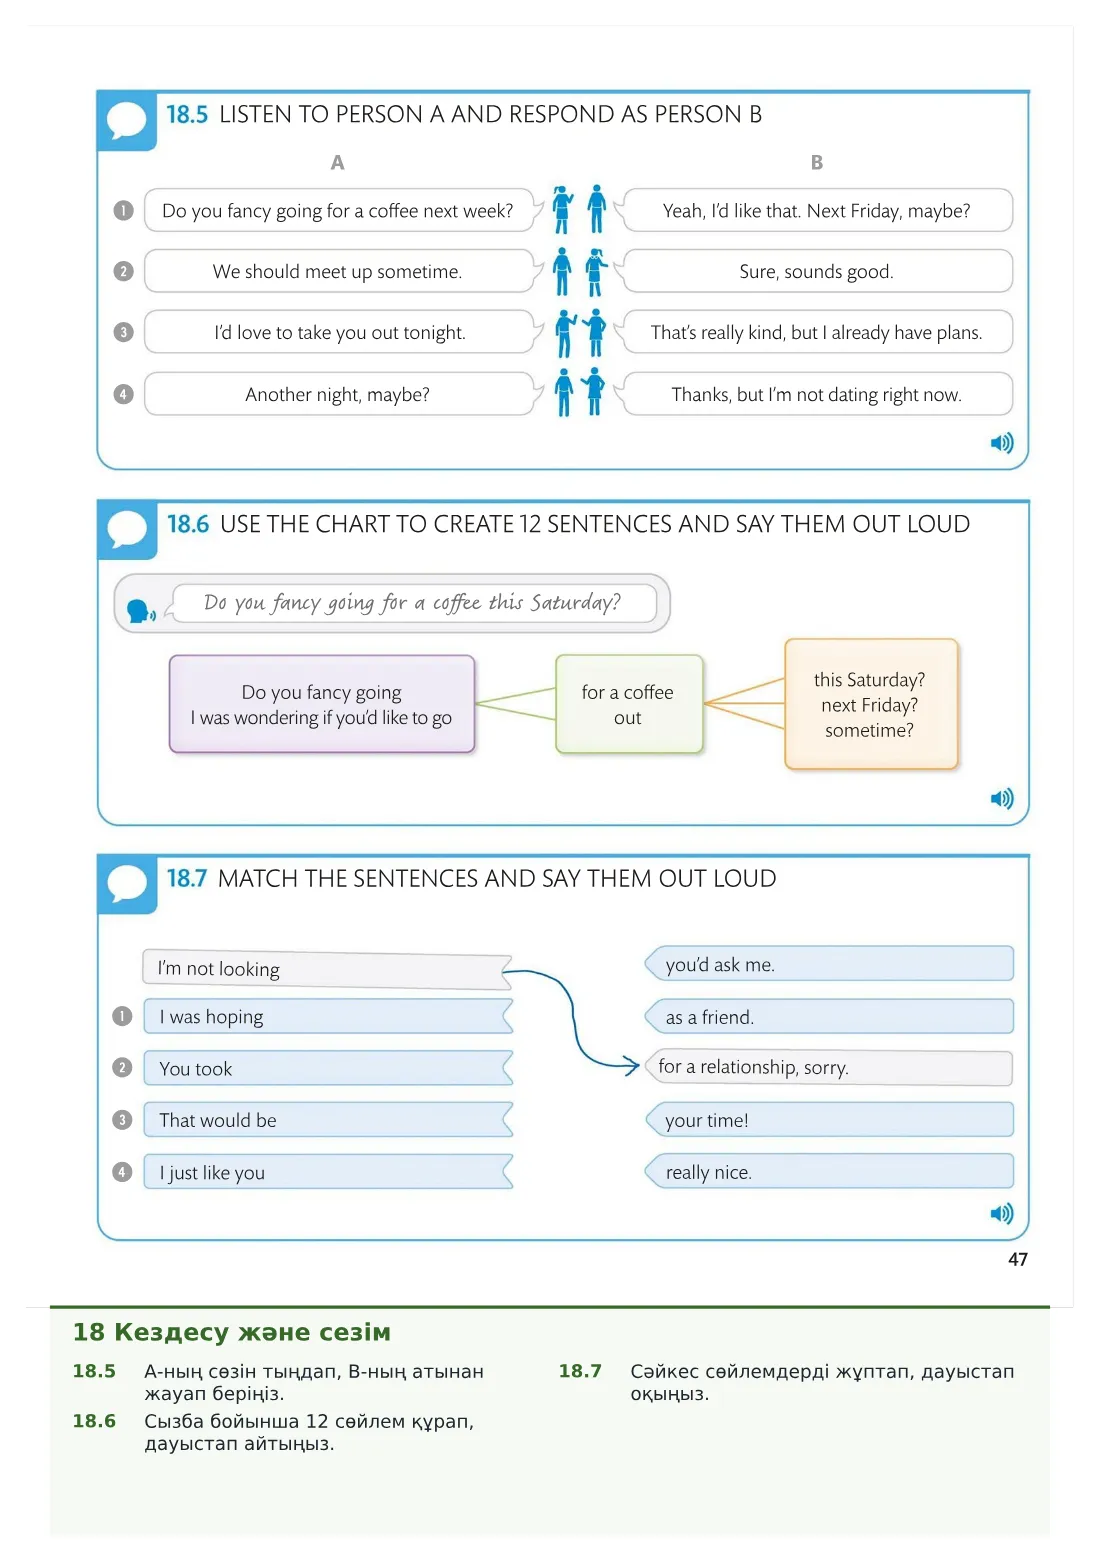 18.5 LISTEN TO PERSON A AND RESPOND AS PERSON B
A
B
1 Do you fancy going for a coffee next week?
Yeah, I'd like that. Next Friday, maybe?
2 We should meet up sometime.
Sure, sounds good.
3 I'd love to take you out tonight.
That's really kind, but I already have plans.
4 Another night, maybe?
Thanks, but I'm not dating right now.
18.6 USE THE CHART TO CREATE 12 SENTENCES AND SAY THEM OUT LOUD
Do you fancy going for a coffee this Saturday?
Do you fancy going
I was wondering if you'd like to go
for a coffee
out
this Saturday?
next Friday?
sometime?
18.7 MATCH THE SENTENCES AND SAY THEM OUT LOUD
I'm not looking
you'd ask me.
1 I was hoping
as a friend.
2 You took
for a relationship, sorry.
3 That would be
your time!
4 I just like you
really nice.
47
18 Кездесу және сезім
18.5 А-ның сөзін тыңдап, В-ның атынан
жауап беріңіз.
18.6 Сызба бойынша 12 сөйлем құрап,
дауыстап айтыңыз.
18.7 Сәйкес сөйлемдерді жұптап, дауыстап
оқыңыз.